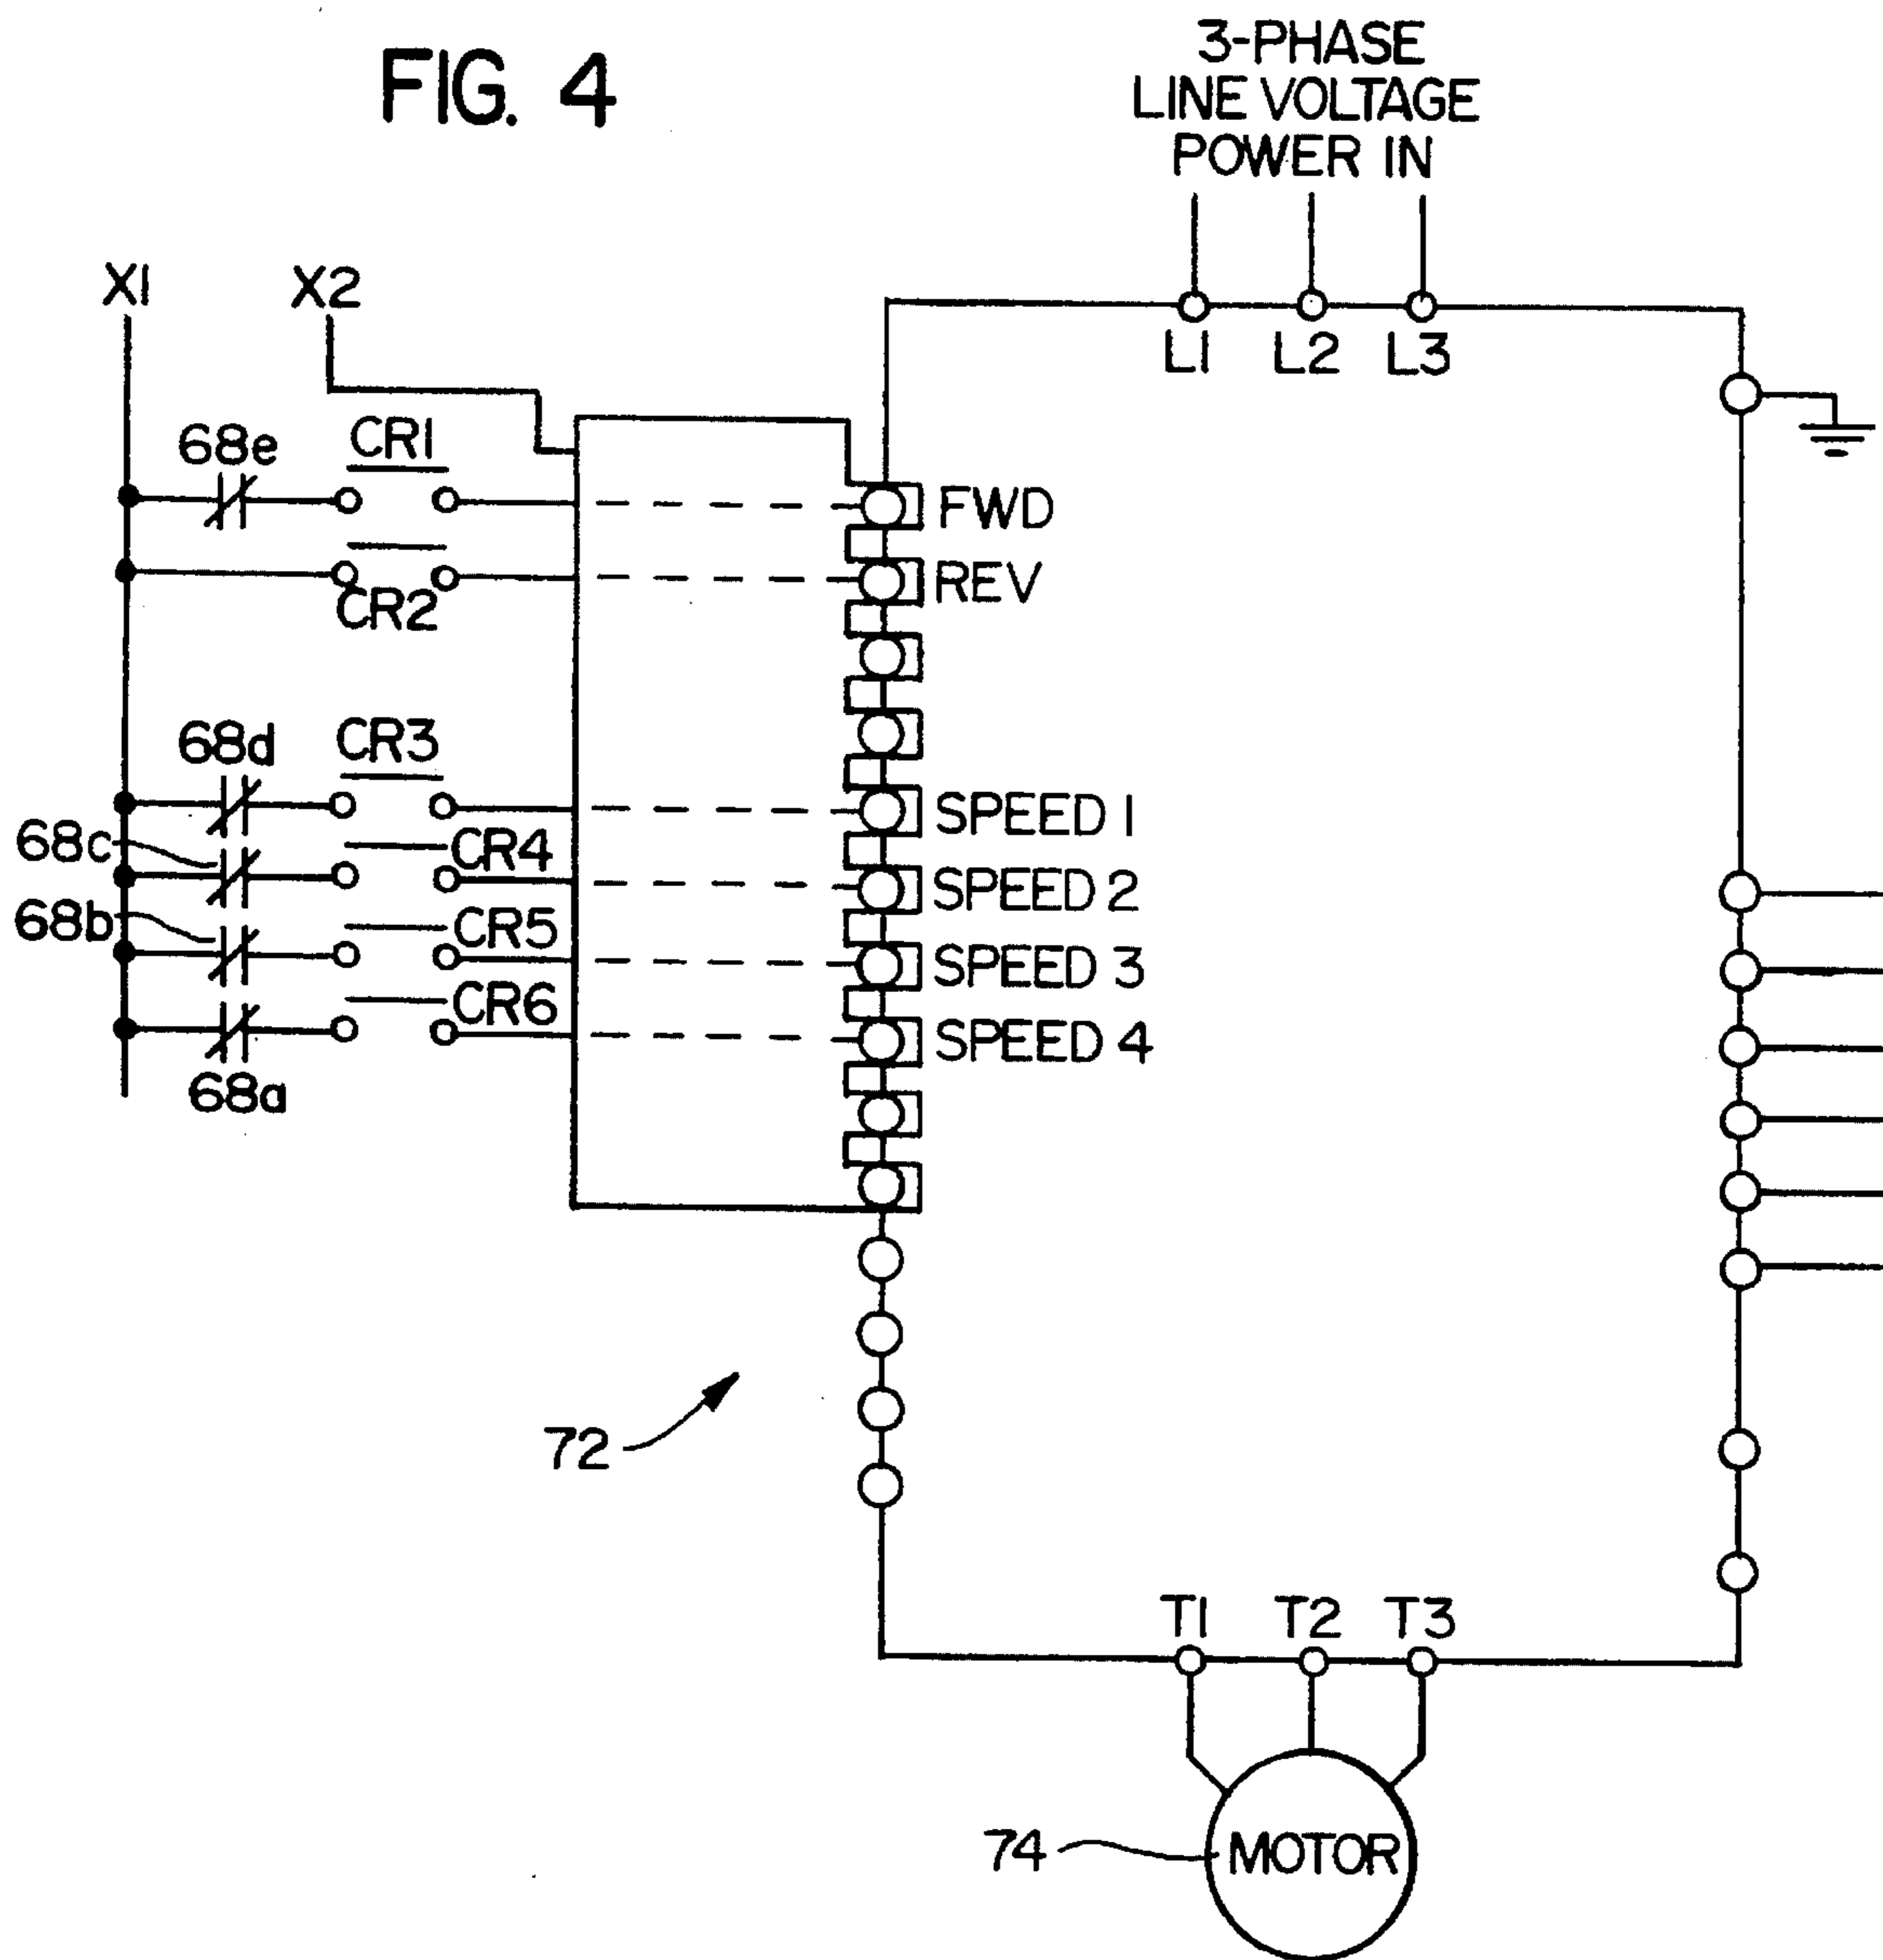 FIG. 4
3-PHASE
LINE VOLTAGE
POWER IN
X1
X2
L1 L2 L3
68e
CR1
FWD
CR2
REV
68d
CR3
SPEED 1
68c
CR4
SPEED 2
68b
CR5
SPEED 3
CR6
SPEED 4
68a
72
T1 T2 T3
74
MOTOR